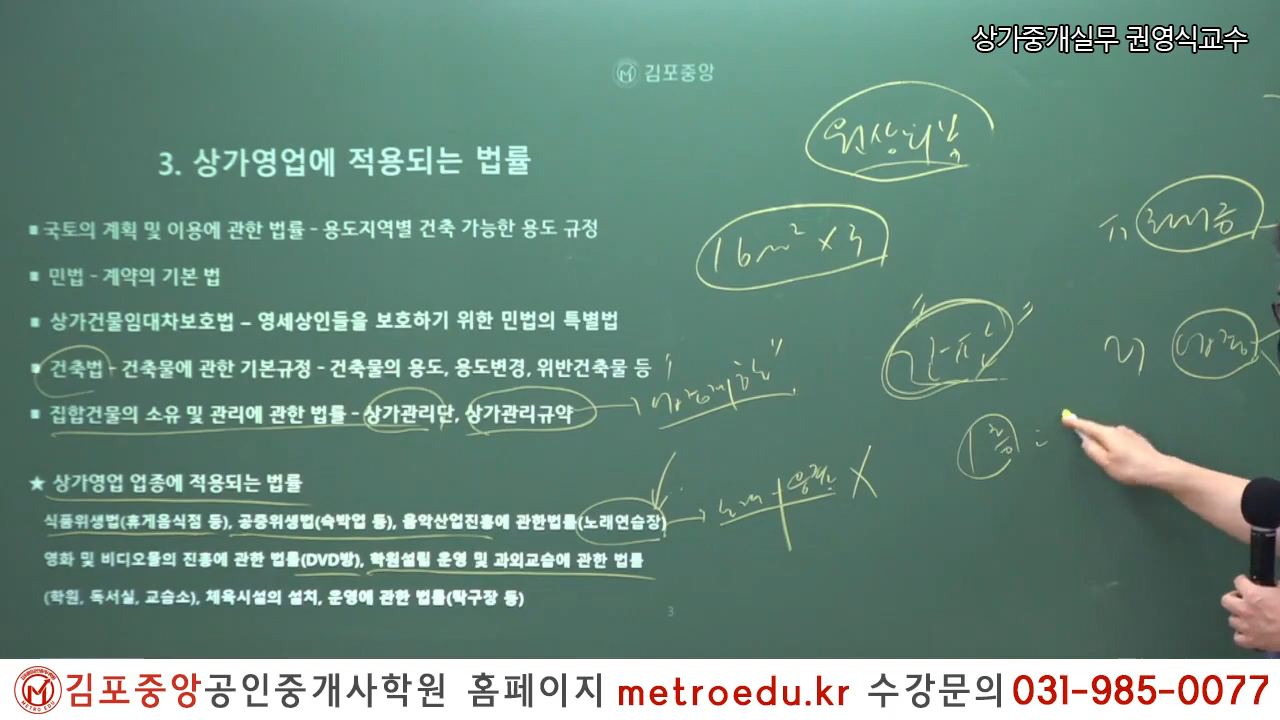 상가중개실무 권영식교수
김포중앙
3. 상가영업에 적용되는 법률
■ 국토의 계획 및 이용에 관한 법률 - 용도지역별 건축 가능한 용도 규정
■ 민법 - 계약의 기본 법
■ 상가건물임대차보호법 – 영세상인들을 보호하기 위한 민법의 특별법
■ 건축법 - 건축물에 관한 기본규정 - 건축물의 용도, 용도변경, 위반건축물 등
■ 집합건물의 소유 및 관리에 관한 법률 - 상가관리단, 상가관리규약
★ 상가영업 업종에 적용되는 법률
식품위생법(휴게음식점 등), 공중위생법(숙박업 등), 음악산업진흥에 관한법률(노래연습장)
영화 및 비디오물의 진흥에 관한 법률(DVD방), 학원설립 운영 및 과외교습에 관한 법률
(학원, 독서실, 교습소), 체육시설의 설치, 운영에 관한 법률(탁구장 등)
3
원상회복
16m² x 3
1층 :
김포중앙공인중개사학원 홈페이지 metroedu.kr 수강문의 031-985-0077